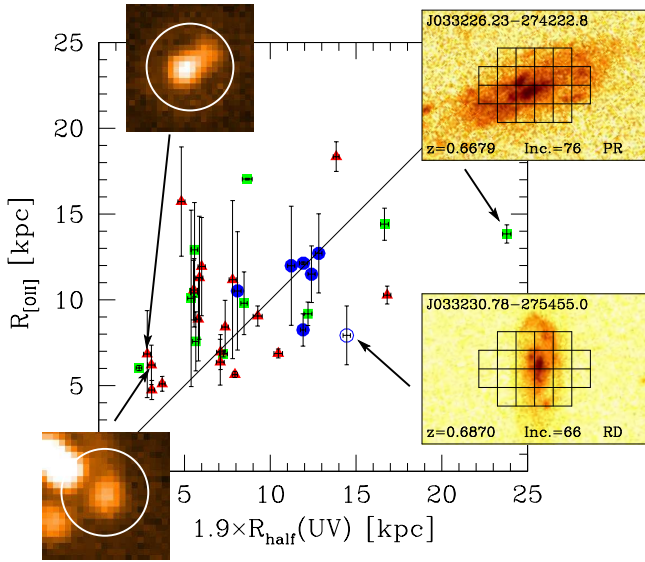 J033226.23-274222.8
z=0.6679 Inc.=76 PR
25
20
15
10
5
R[OII] [kpc]
J033230.78-275455.0
z=0.6870 Inc.=66 RD
5 10 15 20 25
1.9×Rhalf(UV) [kpc]